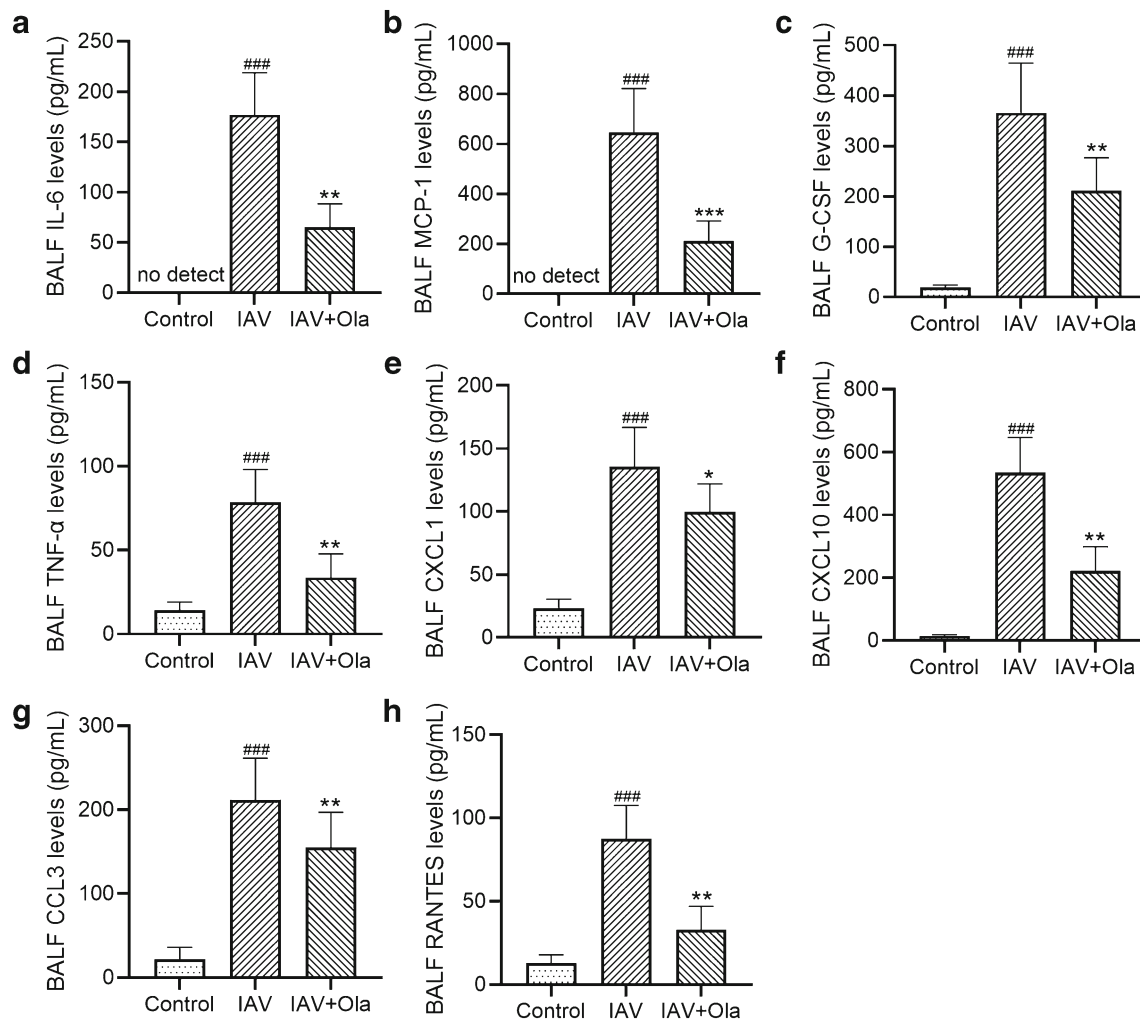 a
BALF IL-6 levels (pg/mL)
250
200
150
100
50
0
###
**
no detect
Control IAV IAV+Ola
b
BALF MCP-1 levels (pg/mL)
1000
800
600
400
200
0
###
***
no detect
Control IAV IAV+Ola
c
BALF G-CSF levels (pg/mL)
500
400
300
200
100
0
###
**
Control IAV IAV+Ola
d
BALF TNF-α levels (pg/mL)
150
100
50
0
###
**
Control IAV IAV+Ola
e
BALF CXCL1 levels (pg/mL)
200
150
100
50
0
###
*
Control IAV IAV+Ola
f
BALF CXCL10 levels (pg/mL)
800
600
400
200
0
###
**
Control IAV IAV+Ola
g
BALF CCL3 levels (pg/mL)
300
200
100
0
###
**
Control IAV IAV+Ola
h
BALF RANTES levels (pg/mL)
150
100
50
0
###
**
Control IAV IAV+Ola